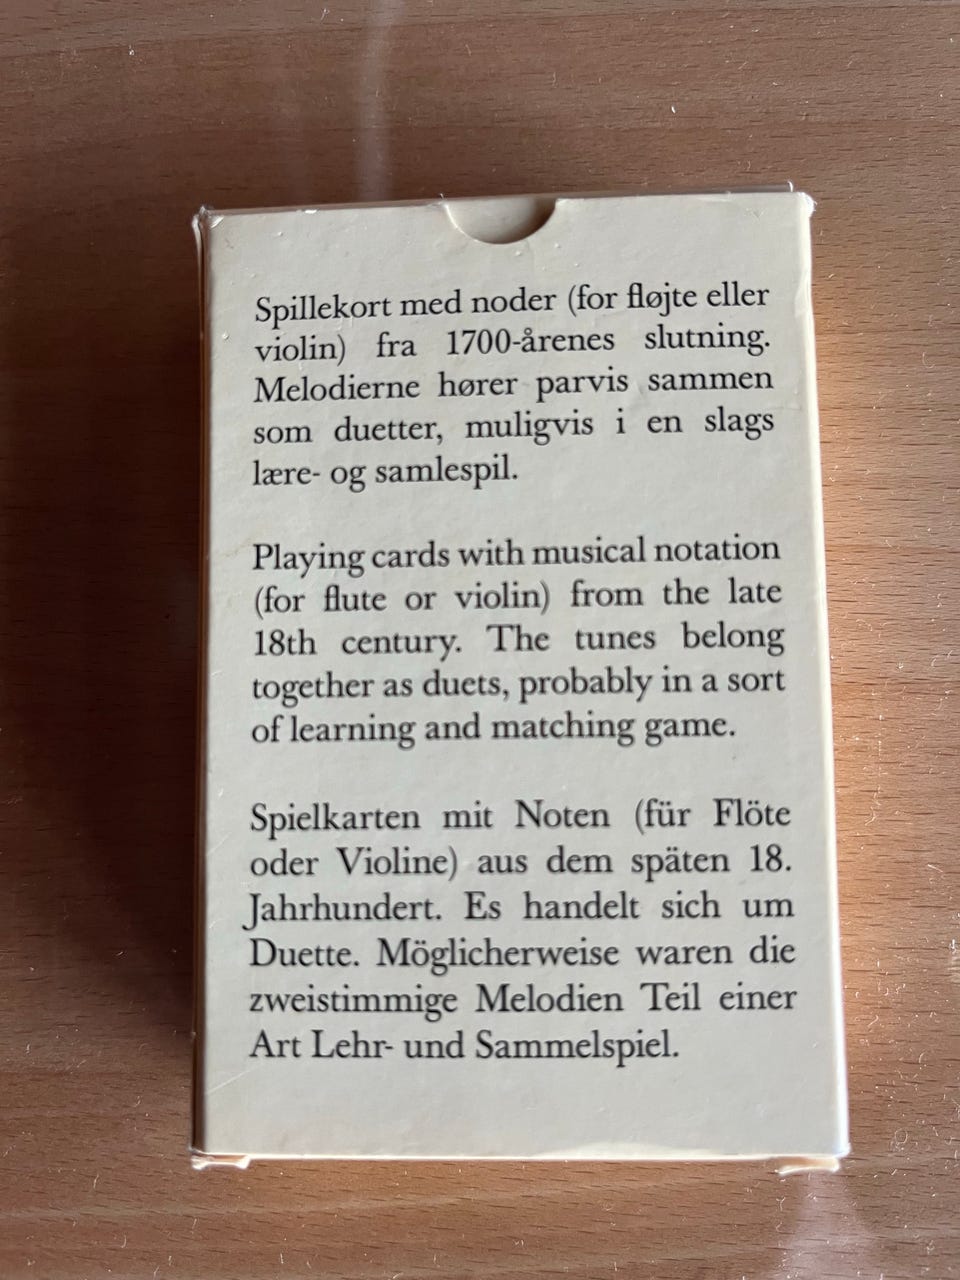 Spillekort med noder (for fløjte eller
violin) fra 1700-årenes slutning.
Melodierne hører parvis sammen
som duetter, muligvis i en slags
lære- og samlespil.
Playing cards with musical notation
(for flute or violin) from the late
18th century. The tunes belong
together as duets, probably in a sort
of learning and matching game.
Spielkarten mit Noten (für Flöte
oder Violine) aus dem späten 18.
Jahrhundert. Es handelt sich um
Duette. Möglicherweise waren die
zweistimmige Melodien Teil einer
Art Lehr- und Sammelspiel.